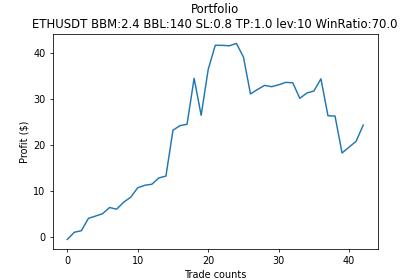 Portfolio
ETHUSDT BBM:2.4 BBL:140 SL:0.8 TP:1.0 lev:10 WinRatio:70.0
40
30
20
10
0
Profit ($)
0
10
20
30
40
Trade counts